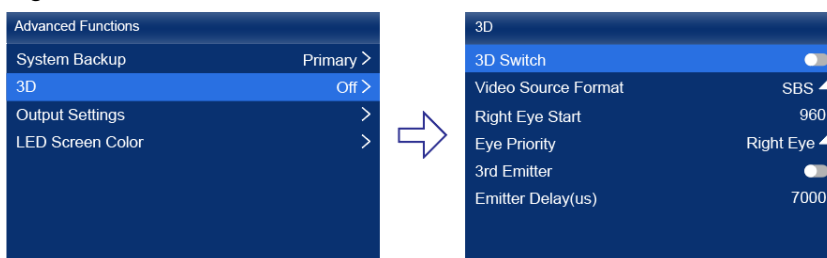 Advanced Functions
System Backup Primary >
3D Off >
Output Settings >
LED Screen Color >
3D
3D Switch
Video Source Format SBS
Right Eye Start 960
Eye Priority Right Eye
3rd Emitter
Emitter Delay(us) 7000